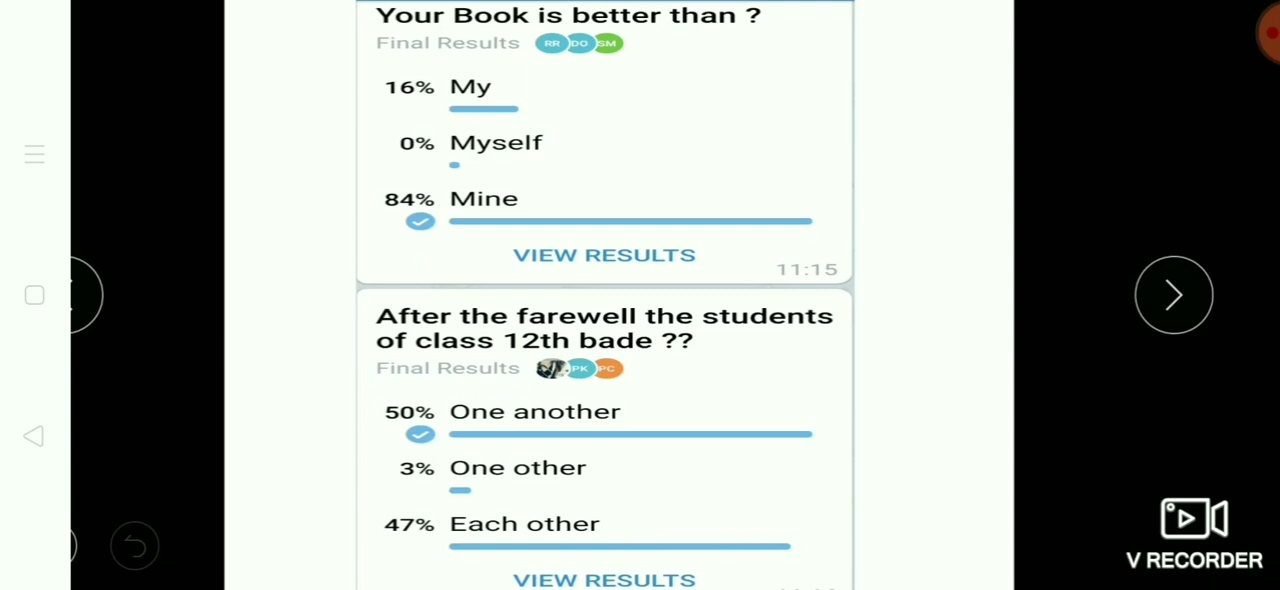 Your Book is better than ?
Final Results RR DO SM
16% My
0% Myself
84% Mine
VIEW RESULTS
11:15
After the farewell the students
of class 12th bade ??
Final Results PK PC
50% One another
3% One other
47% Each other
VIEW RESULTS
V RECORDER